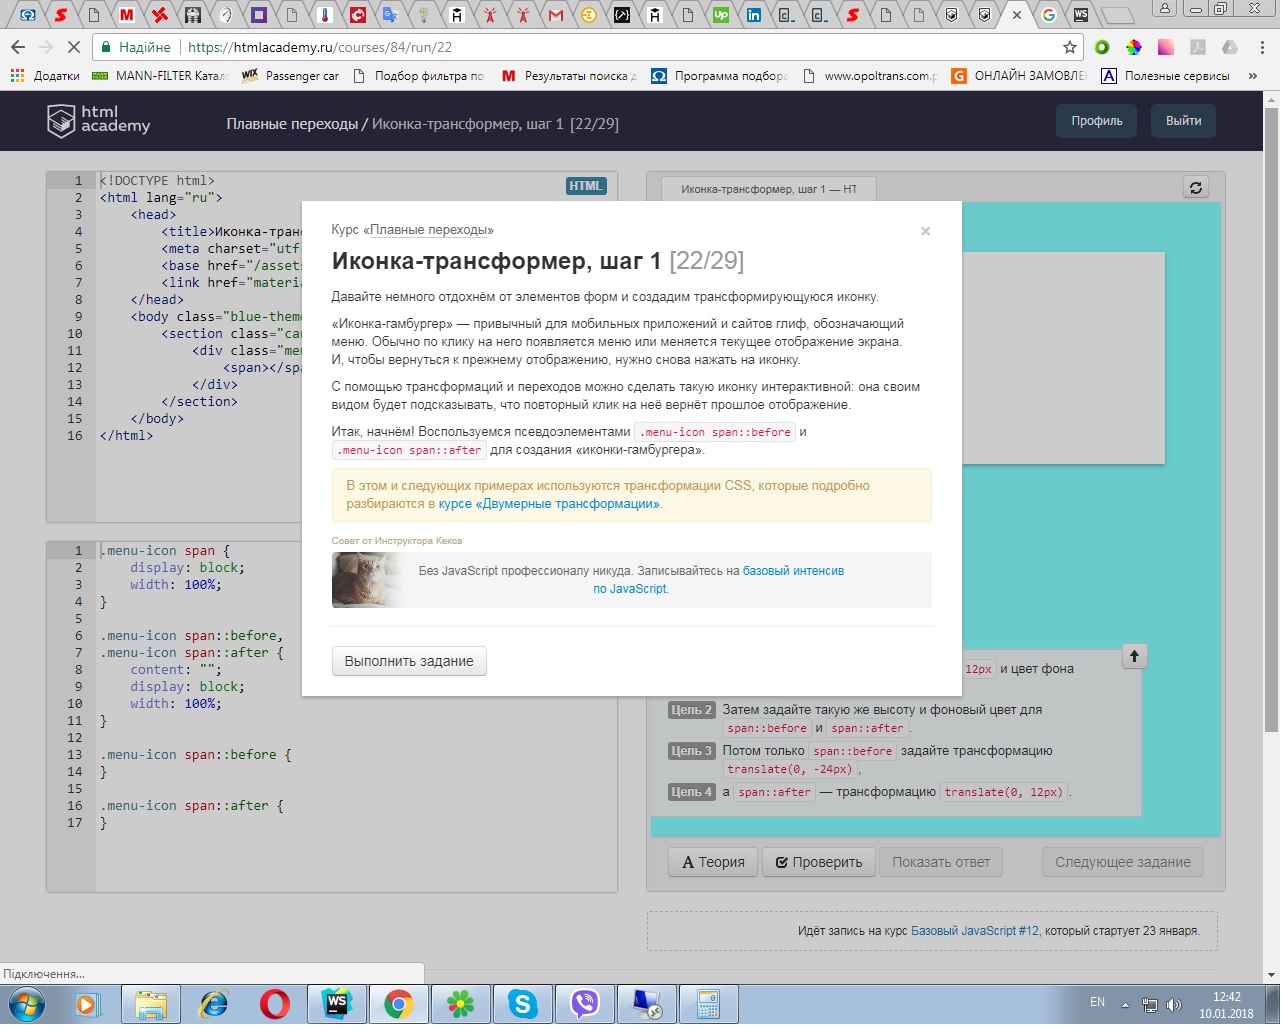 Надійне
https://htmlacademy.ru/courses/84/run/22
Додатки
MANN-FILTER Катал
Passenger car
Подбор фильтра по
Результаты поиска д
Программа подбора
www.opoltrans.com.p
ОНЛАЙН ЗАМОВЛЕ
Полезные сервисы
»
html
academy
Плавные переходы / Иконка-трансформер, шаг 1 [22/29]
Профиль
Выйти
HTML
1 <!DOCTYPE html>
2 <html lang="ru">
3 <head>
4 <title>Иконка-тран
5 <meta charset="utf
6 <base href="/asset
7 <link href="materi
8 </head>
9 <body class="blue-them
10 <section class="can
11 <div class="men
12 <span></sp
13 </div>
14 </section>
15 </body>
16 </html>
1 .menu-icon span {
2 display: block;
3 width: 100%;
4 }
5
6 .menu-icon span::before,
7 .menu-icon span::after {
8 content: "";
9 display: block;
10 width: 100%;
11 }
12
13 .menu-icon span::before {
14 }
15
16 .menu-icon span::after {
17 }
Курс «Плавные переходы»
×
Иконка-трансформер, шаг 1 [22/29]
Давайте немного отдохнём от элементов форм и создадим трансформирующуюся иконку.
«Иконка-гамбургер» — привычный для мобильных приложений и сайтов глиф, обозначающий
меню. Обычно по клику на него появляется меню или меняется текущее отображение экрана.
И, чтобы вернуться к прежнему отображению, нужно снова нажать на иконку.
С помощью трансформаций и переходов можно сделать такую иконку интерактивной: она своим
видом будет подсказывать, что повторный клик на неё вернёт прошлое отображение.
Итак, начнём! Воспользуемся псевдоэлементами .menu-icon span::before и
.menu-icon span::after для создания «иконки-гамбургера».
В этом и следующих примерах используются трансформации CSS, которые подробно
разбираются в курсе «Двумерные трансформации».
Совет от Инструктора Кекса
Без JavaScript профессионалу никуда. Записывайтесь на базовый интенсив
по JavaScript.
Выполнить задание
Иконка-трансформер, шаг 1 — HT
12px и цвет фона
Цель 2 Затем задайте такую же высоту и фоновый цвет для
span::before и span::after.
Цель 3 Потом только span::before задайте трансформацию
translate(0, -24px),
Цель 4 а span::after — трансформацию translate(0, 12px).
Теория
Проверить
Показать ответ
Следующее задание
Идёт запись на курс Базовый JavaScript #12, который стартует 23 января.
Підключення...
EN
12:42
10.01.2018